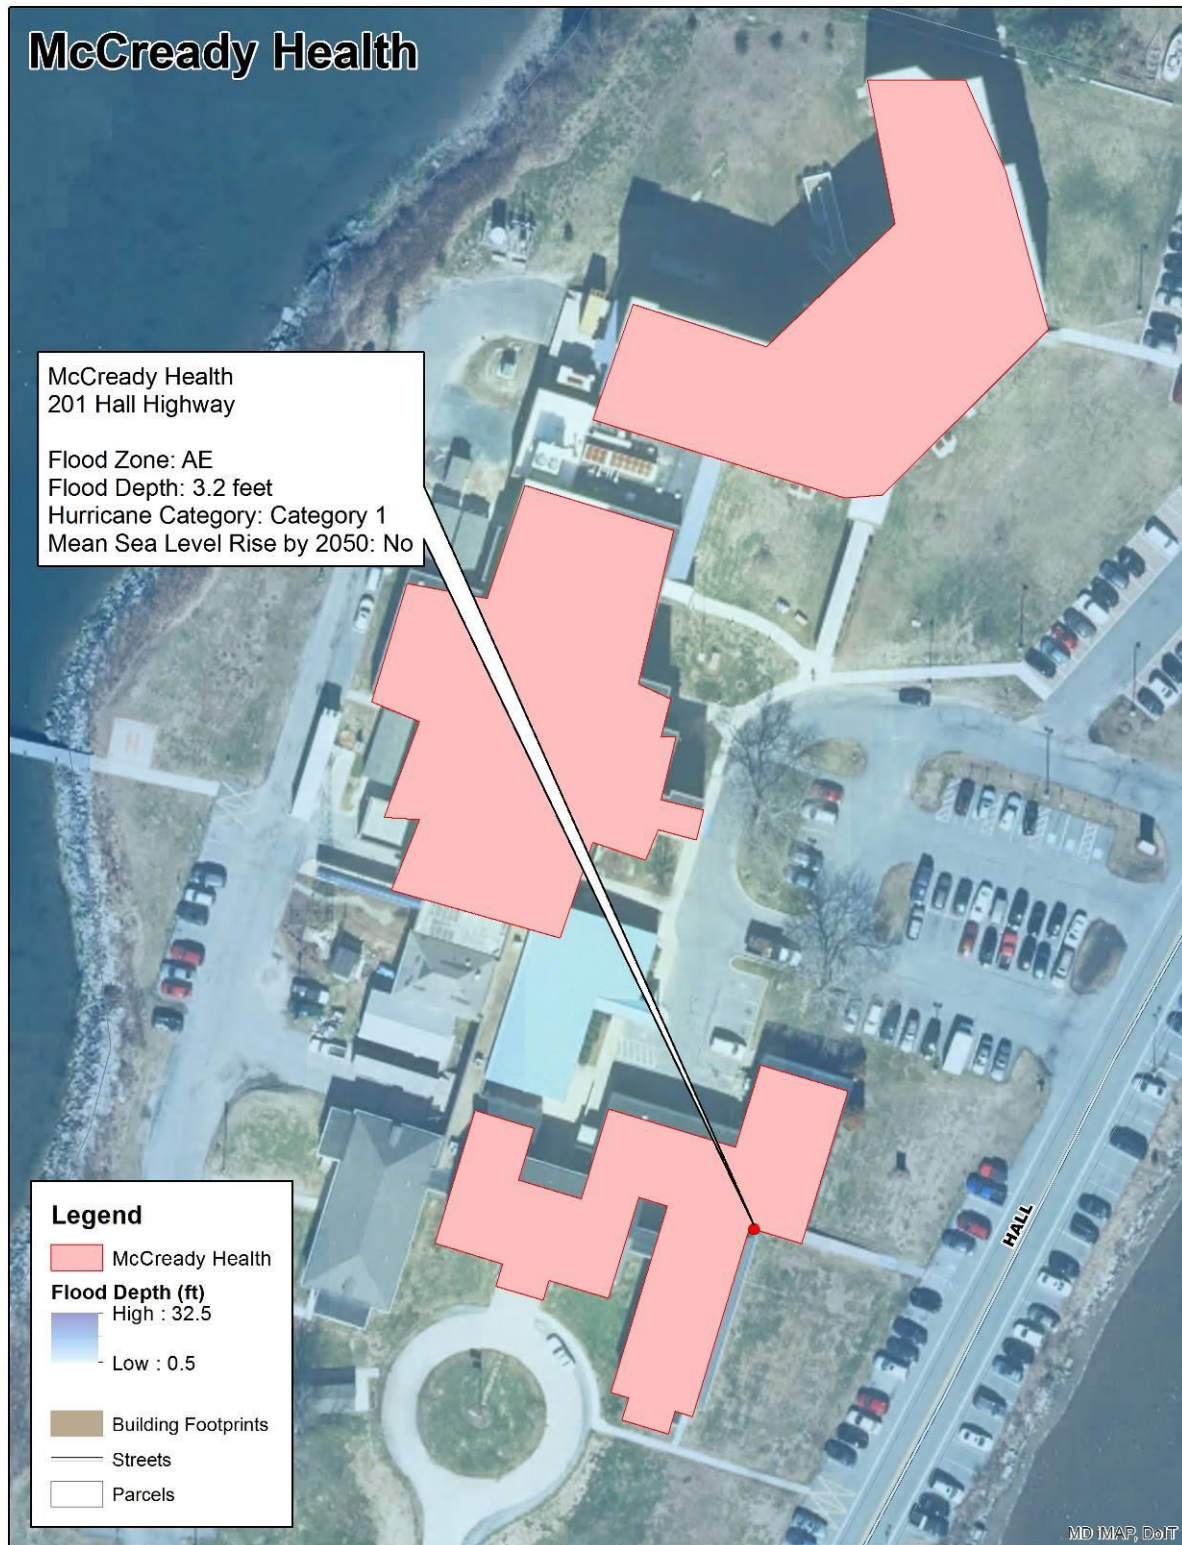 McCready Health
McCready Health
201 Hall Highway
Flood Zone: AE
Flood Depth: 3.2 feet
Hurricane Category: Category 1
Mean Sea Level Rise by 2050: No
H
HALL
Legend
McCready Health
Flood Depth (ft)
High : 32.5
Low : 0.5
Building Footprints
Streets
Parcels
MD iMAP, DoIT